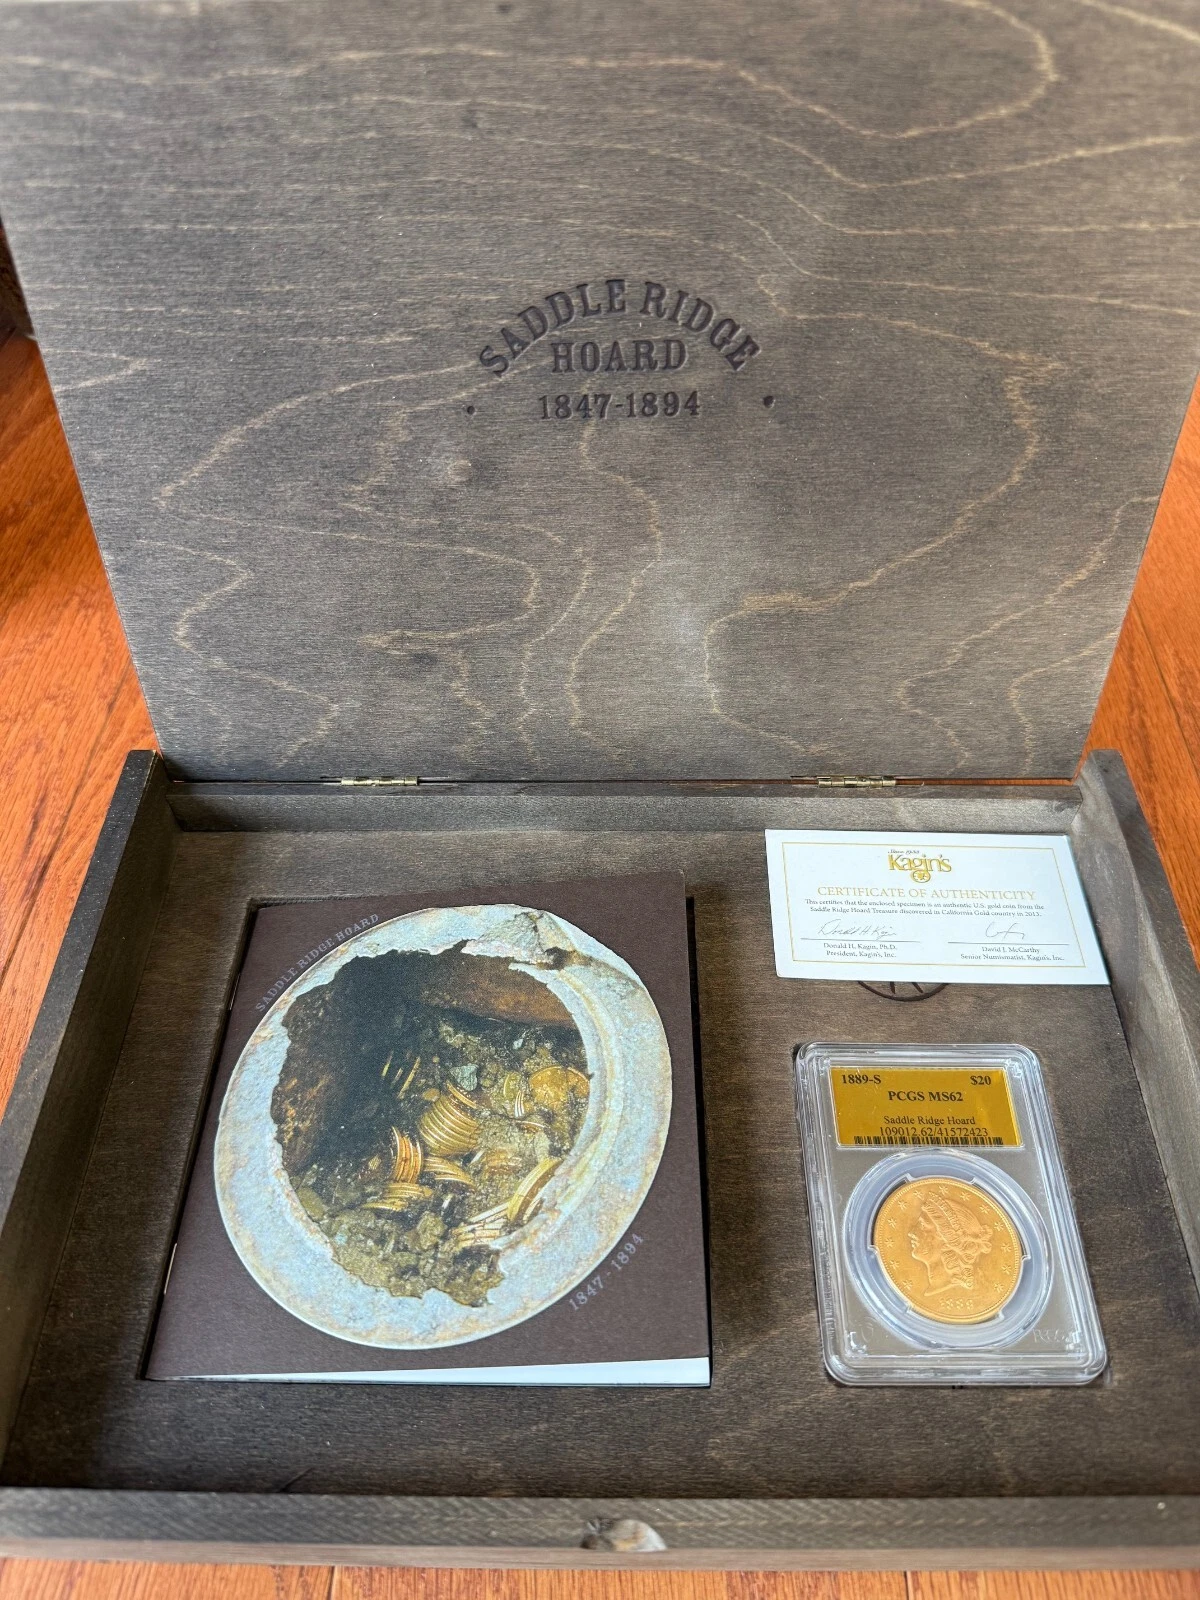 SADDLE RIDGE
HOARD
· 1847-1894 ·
SADDLE RIDGE HOARD
1847 - 1894
Kagin's
CERTIFICATE OF AUTHENTICITY
This certifies that the enclosed specimen is an authentic U.S. gold coin from the
Saddle Ridge Hoard Treasure discovered in California Gold country in 2013.
Donald H. Kagin, Ph.D.
President, Kagin's, Inc.
David J. McCarthy
Senior Numismatist, Kagin's, Inc.
1889-S $20
PCGS MS62
Saddle Ridge Hoard
109012.62/41572423
1889